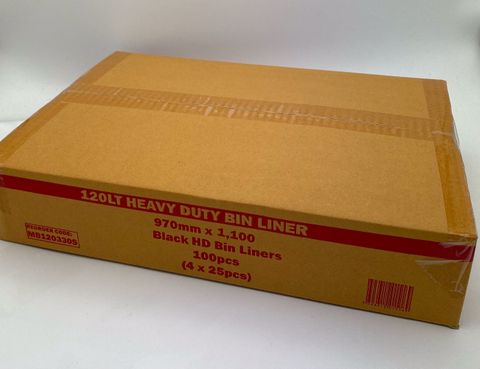 120LT HEAVY DUTY BIN LINER
970mm x 1,100
Black HD Bin Liners
100pcs
(4 x 25pcs)
REORDER CODE:
MB120330S